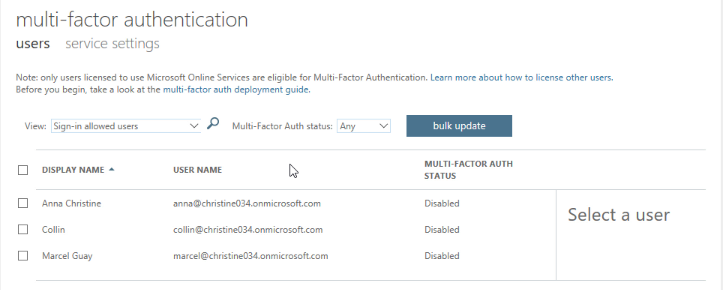 multi-factor authentication
users service settings
Note: only users licensed to use Microsoft Online Services are eligible for Multi-Factor Authentication. Learn more about how to license other users.
Before you begin, take a look at the multi-factor auth deployment guide.
View: Sign-in allowed users Multi-Factor Auth status: Any bulk update
DISPLAY NAME USER NAME MULTI-FACTOR AUTH
STATUS
Anna Christine anna@christine034.onmicrosoft.com Disabled
Select a user
Collin collin@christine034.onmicrosoft.com Disabled
Marcel Guay marcel@christine034.onmicrosoft.com Disabled